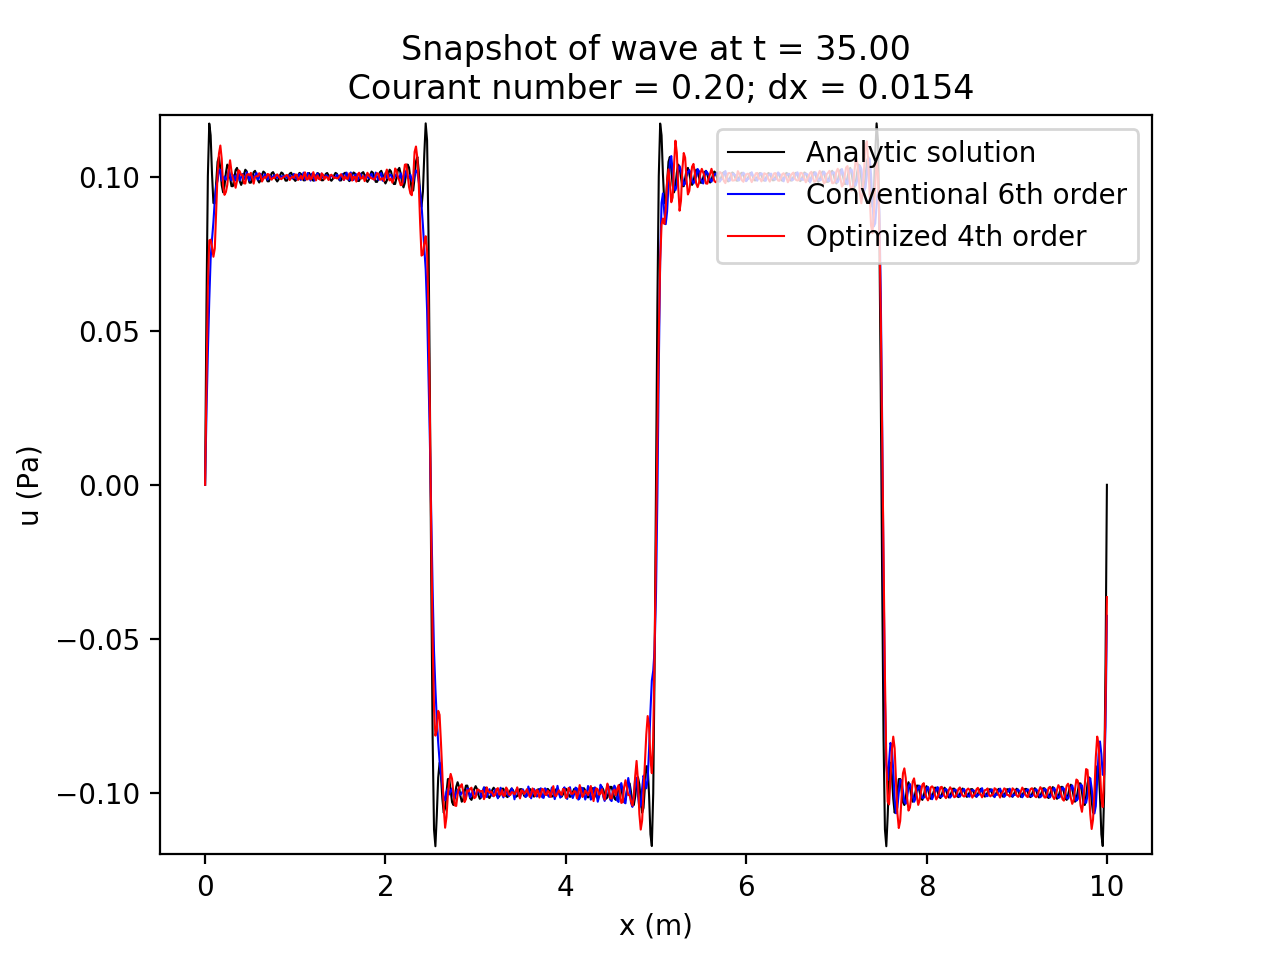 Snapshot of wave at t = 35.00
Courant number = 0.20; dx = 0.0154
Analytic solution
Conventional 6th order
Optimized 4th order
0.10
0.05
0.00
−0.05
−0.10
u (Pa)
0 2 4 6 8 10
x (m)